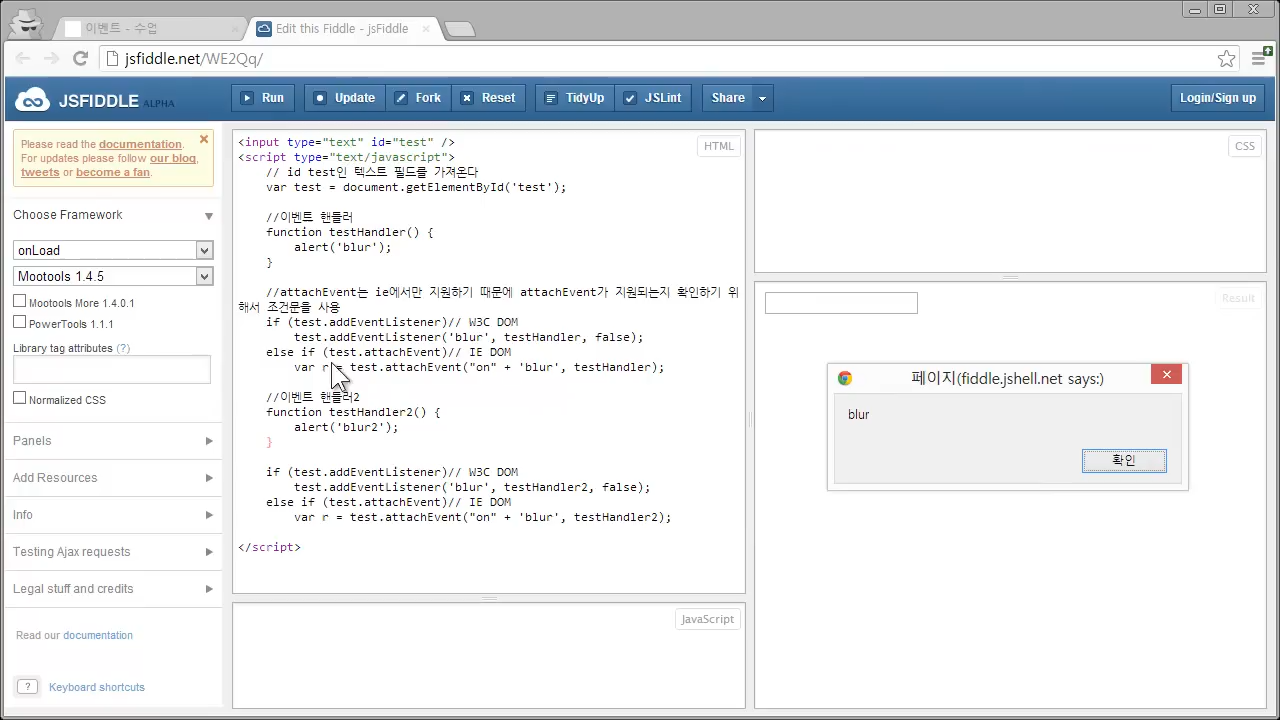 이벤트 - 수업
Edit this Fiddle - jsFiddle
jsfiddle.net/WE2Qq/
JSFIDDLE ALPHA
Run
Update
Fork
Reset
TidyUp
JSLint
Share
Login/Sign up
Please read the documentation.
For updates please follow our blog,
tweets or become a fan.
Choose Framework
onLoad
Mootools 1.4.5
Mootools More 1.4.0.1
PowerTools 1.1.1
Library tag attributes (?)
Normalized CSS
Panels
Add Resources
Info
Testing Ajax requests
Legal stuff and credits
Read our documentation
? Keyboard shortcuts
HTML
<input type="text" id="test" />
<script type="text/javascript">
// id test인 텍스트 필드를 가져온다
var test = document.getElementById('test');
//이벤트 핸들러
function testHandler() {
alert('blur');
}
//attachEvent는 ie에서만 지원하기 때문에 attachEvent가 지원되는지 확인하기 위
해서 조건문을 사용
if (test.addEventListener)// W3C DOM
test.addEventListener('blur', testHandler, false);
else if (test.attachEvent)// IE DOM
var r = test.attachEvent("on" + 'blur', testHandler);
//이벤트 핸들러2
function testHandler2() {
alert('blur2');
}
if (test.addEventListener)// W3C DOM
test.addEventListener('blur', testHandler2, false);
else if (test.attachEvent)// IE DOM
var r = test.attachEvent("on" + 'blur', testHandler2);
</script>
JavaScript
CSS
Result
페이지(fiddle.jshell.net says:)
blur
확인